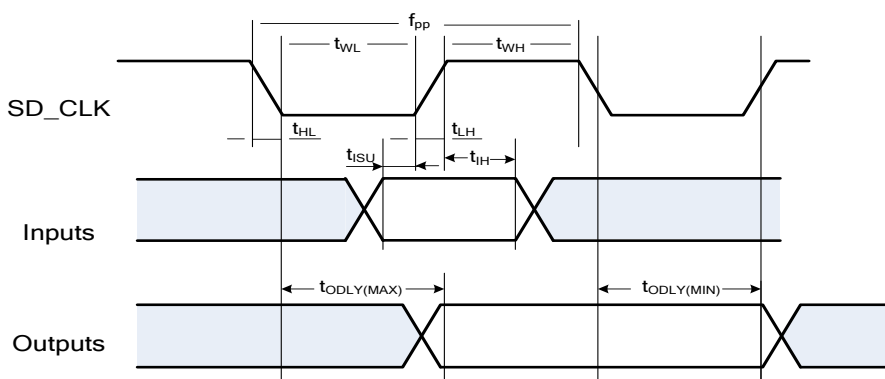 fpp
tWL
tWH
SD_CLK
tHL
tLH
tISU
tIH
Inputs
tODLY(MAX)
tODLY(MIN)
Outputs